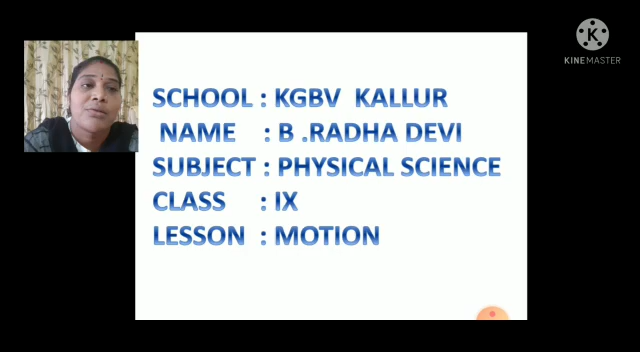 SCHOOL : KGBV KALLUR
NAME : B .RADHA DEVI
SUBJECT : PHYSICAL SCIENCE
CLASS : IX
LESSON : MOTION
K
KINEMASTER